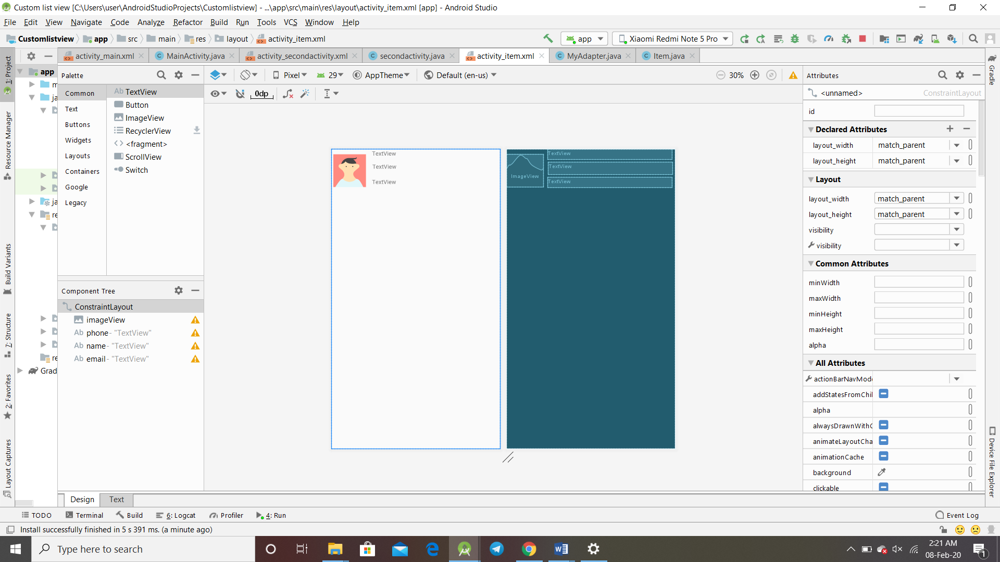 Custom list view [C:\Users\user\AndroidStudioProjects\Customlistview] - ...\app\src\main\res\layout\activity_item.xml [app] - Android Studio
File Edit View Navigate Code Analyze Refactor Build Run Tools VCS Window Help
Customlistview app src main res layout activity_item.xml app Xiaomi Redmi Note 5 Pro
activity_main.xml MainActivity.java activity_secondactivity.xml secondactivity.java activity_item.xml MyAdapter.java Item.java
1: Project
Resource Manager
Build Variants
7: Structure
2: Favorites
Layout Captures
app
m
ja
ja
re
re
Grad
Palette
Common
Text
Buttons
Widgets
Layouts
Containers
Google
Legacy
Ab TextView
Button
ImageView
RecyclerView
<fragment>
ScrollView
Switch
Component Tree
ConstraintLayout
imageView
Ab phone- "TextView"
Ab name- "TextView"
Ab email- "TextView"
Pixel 29 AppTheme Default (en-us) 30%
0dp
TextView
TextView
TextView
ImageView
TextView
TextView
TextView
Design Text
Attributes
<unnamed> ConstraintLayout
id
Declared Attributes
layout_width match_parent
layout_height match_parent
Layout
layout_width match_parent
layout_height match_parent
visibility
visibility
Common Attributes
minWidth
maxWidth
minHeight
maxHeight
alpha
All Attributes
actionBarNavMode
addStatesFromChil
alpha
alwaysDrawnWithC
animateLayoutCha
animationCache
background
clickable
Gradle
Device File Explorer
TODO Terminal Build 6: Logcat Profiler 4: Run Event Log
Install successfully finished in 5 s 391 ms. (a minute ago)
Type here to search
2:21 AM
08-Feb-20
1